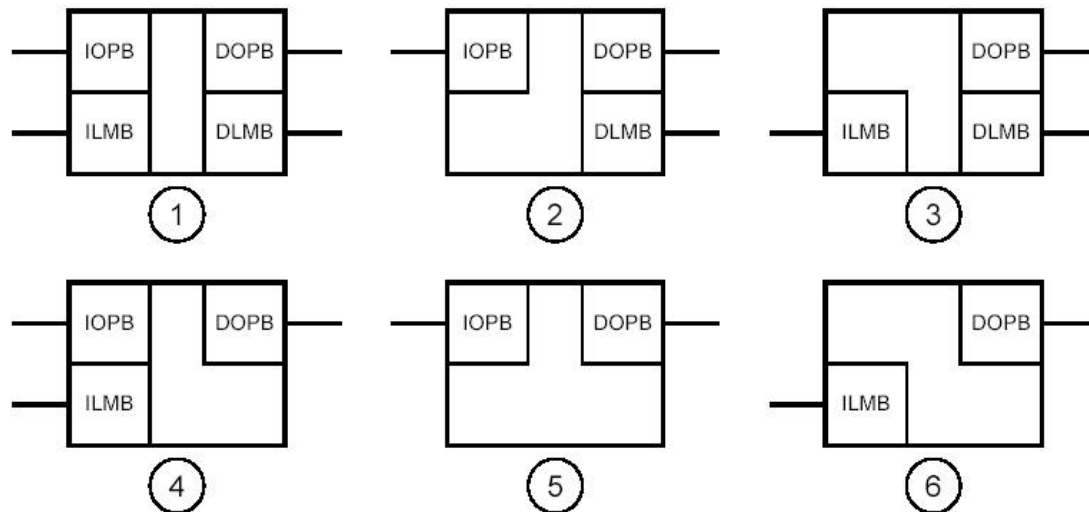 IOPB DOPB IOPB DOPB DOPB
ILMB DLMB DLMB ILMB DLMB
1 2 3
IOPB DOPB IOPB DOPB DOPB
ILMB ILMB
4 5 6